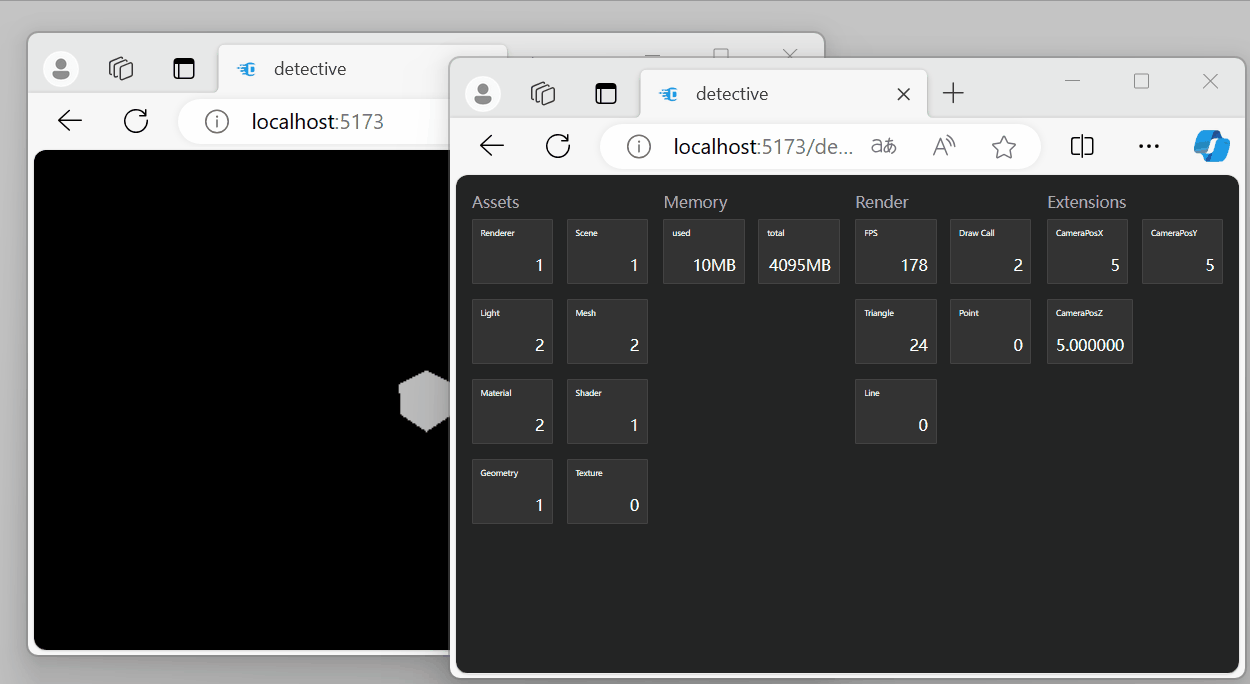 detective
localhost:5173
detective
localhost:5173/de... aあ A
Assets Memory Render Extensions
Renderer Scene used total FPS Draw Call CameraPosX CameraPosY
1 1 10MB 4095MB 178 2 5 5
Light Mesh Triangle Point CameraPosZ
2 2 24 0 5.000000
Material Shader Line
2 1 0
Geometry Texture
1 0